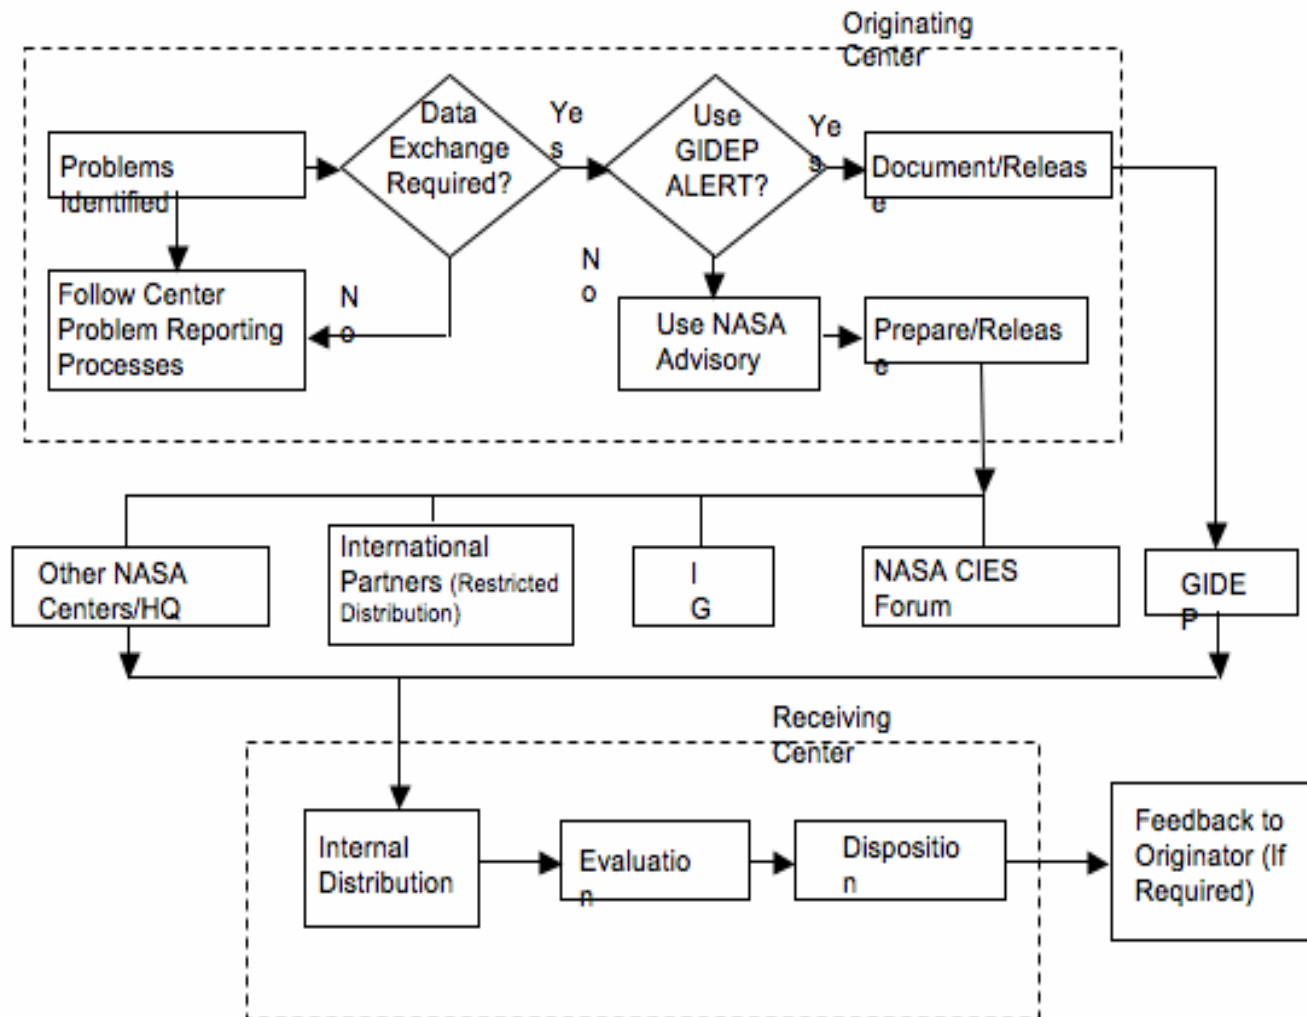 Originating
Center
Data
Exchange
Required?
Ye
s
Use
GIDEP
ALERT?
Ye
s
Problems
Identified
Document/Releas
e
Follow Center
Problem Reporting
Processes
N
o
N
o
Use NASA
Advisory
Prepare/Releas
e
Other NASA
Centers/HQ
International
Partners (Restricted
Distribution)
I
G
NASA CIES
Forum
GIDE
P
Receiving
Center
Internal
Distribution
Evaluatio
n
Dispositio
n
Feedback to
Originator (If
Required)